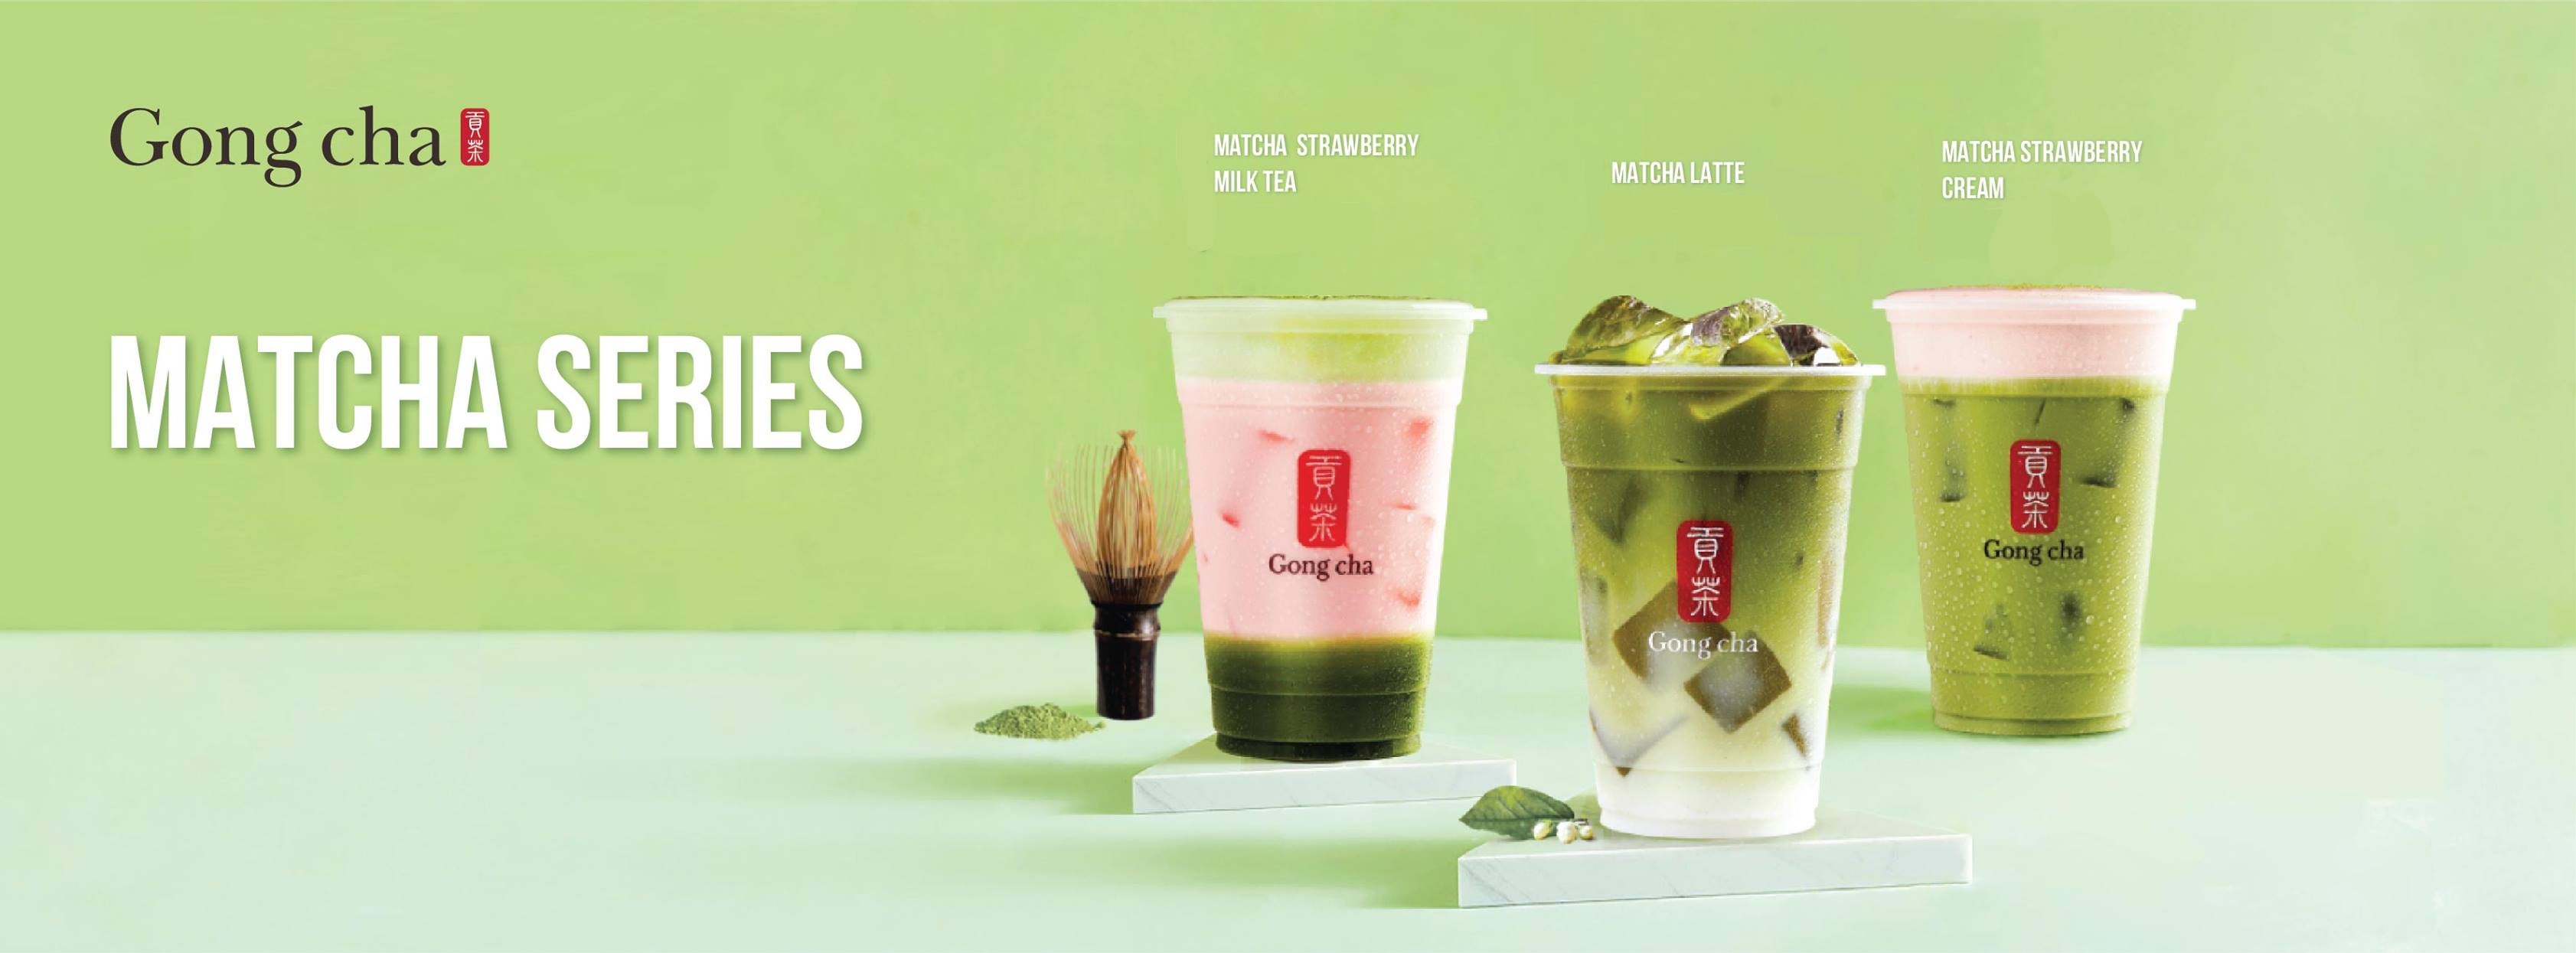 Gong cha 貢茶
MATCHA SERIES
MATCHA STRAWBERRY
MILK TEA
MATCHA LATTE
MATCHA STRAWBERRY
CREAM
貢茶
Gong cha
貢茶
Gong cha
貢茶
Gong cha